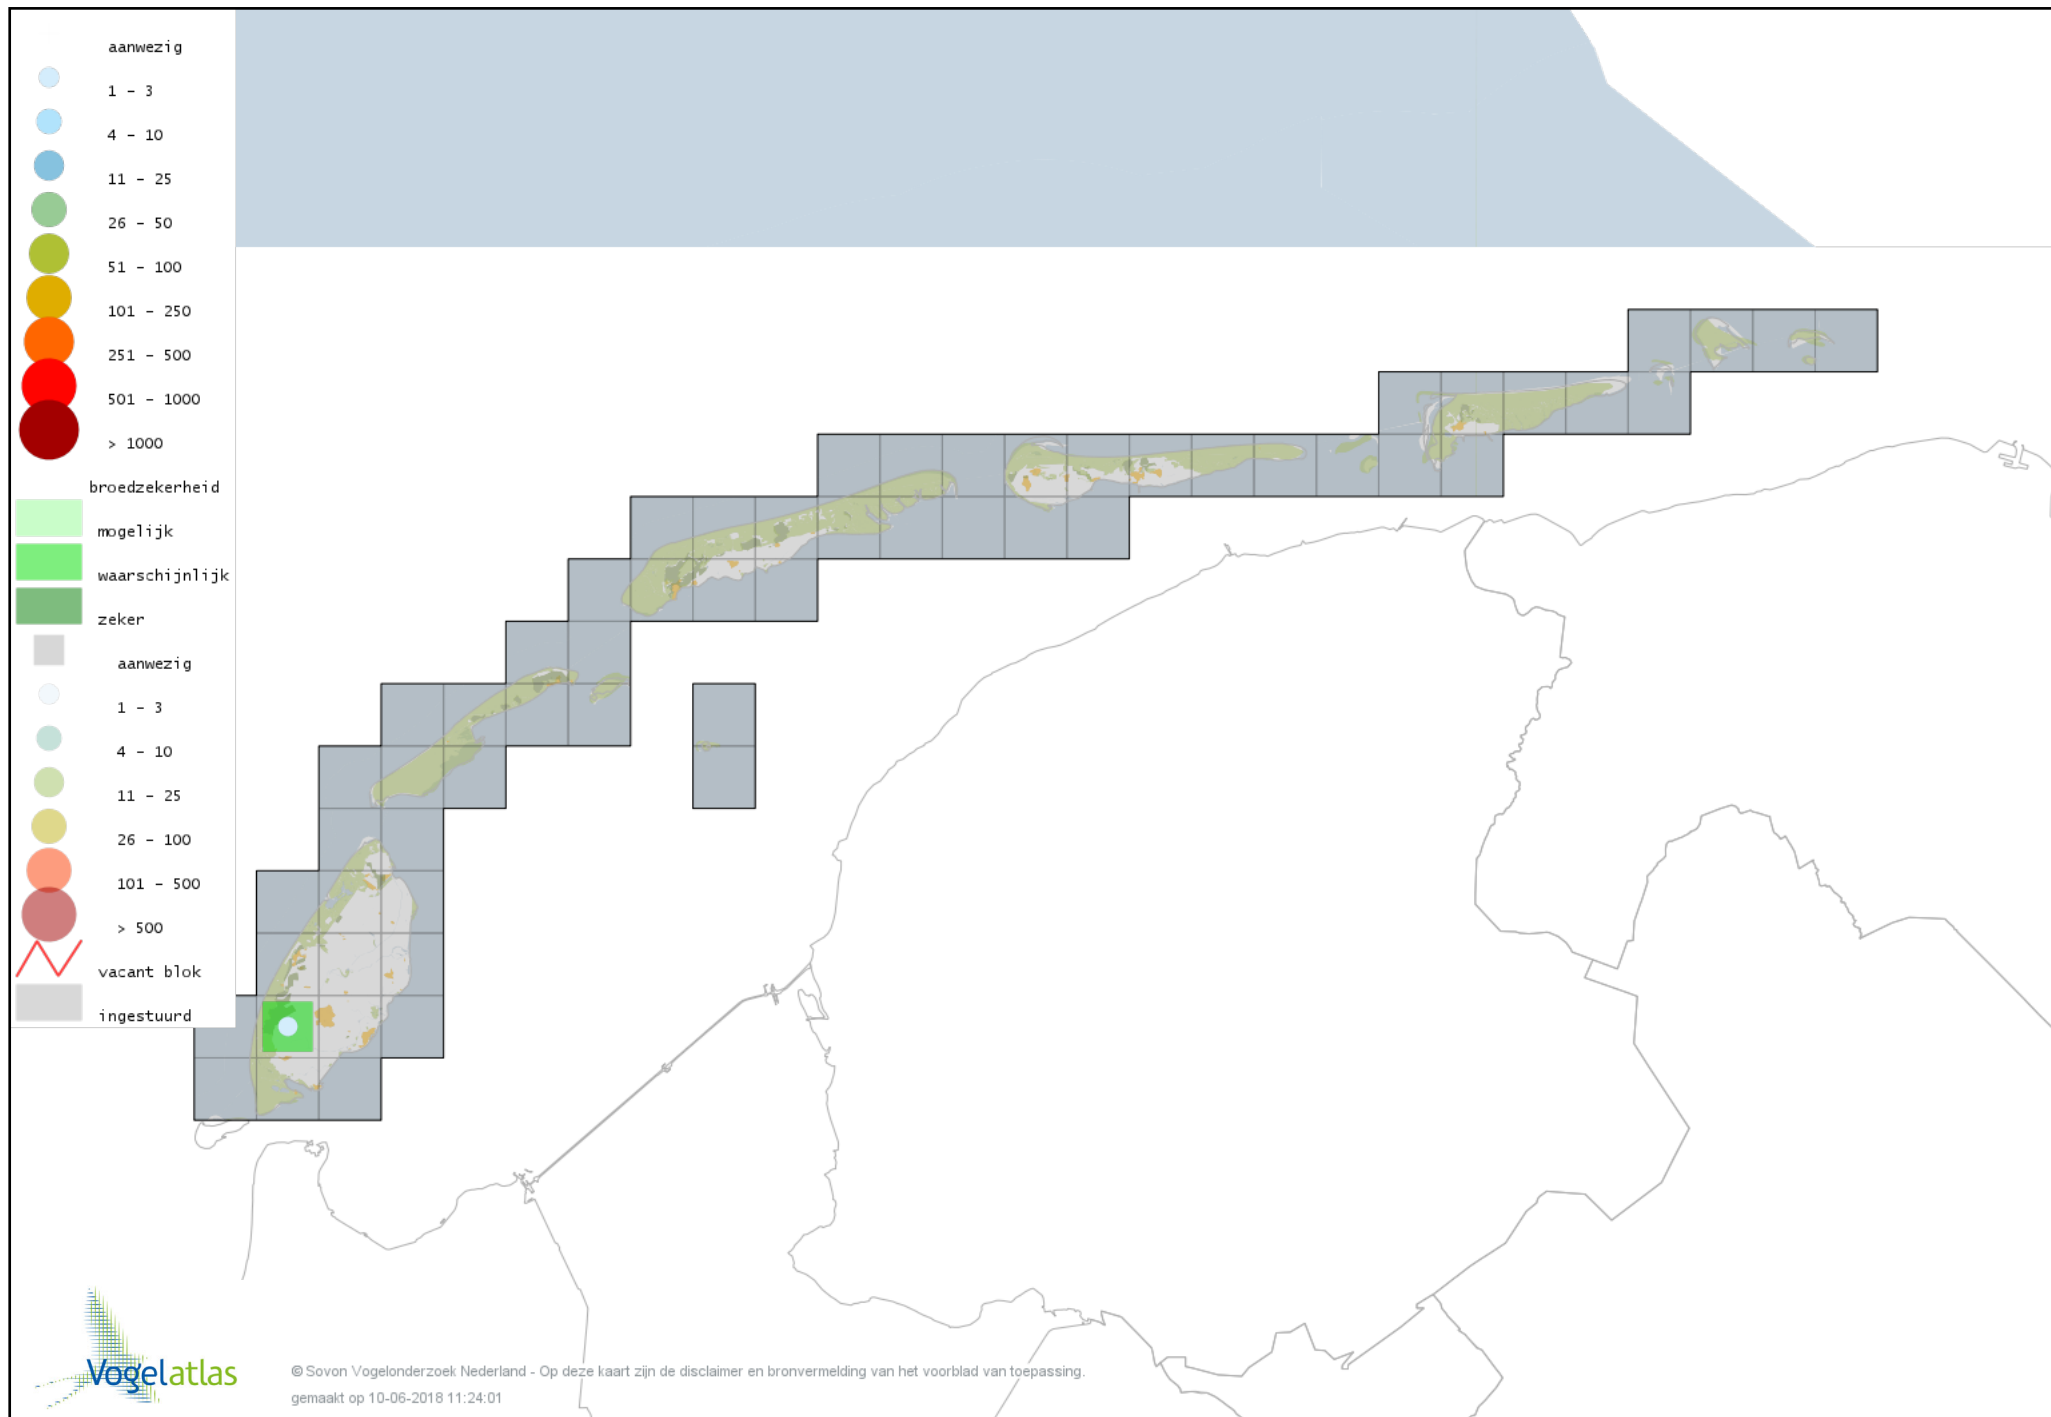 aanwezig
1 - 3
4 - 10
11 - 25
26 - 50
51 - 100
101 - 250
251 - 500
501 - 1000
> 1000
broedzekerheid
mogelijk
waarschijnlijk
zeker
aanwezig
1 - 3
4 - 10
11 - 25
26 - 100
101 - 500
> 500
vacant blok
ingestuurd
Vogelatlas
© Sovon Vogelonderzoek Nederland - Op deze kaart zijn de disclaimer en bronvermelding van het voorblad van toepassing.
gemaakt op 10-06-2018 11:24:01